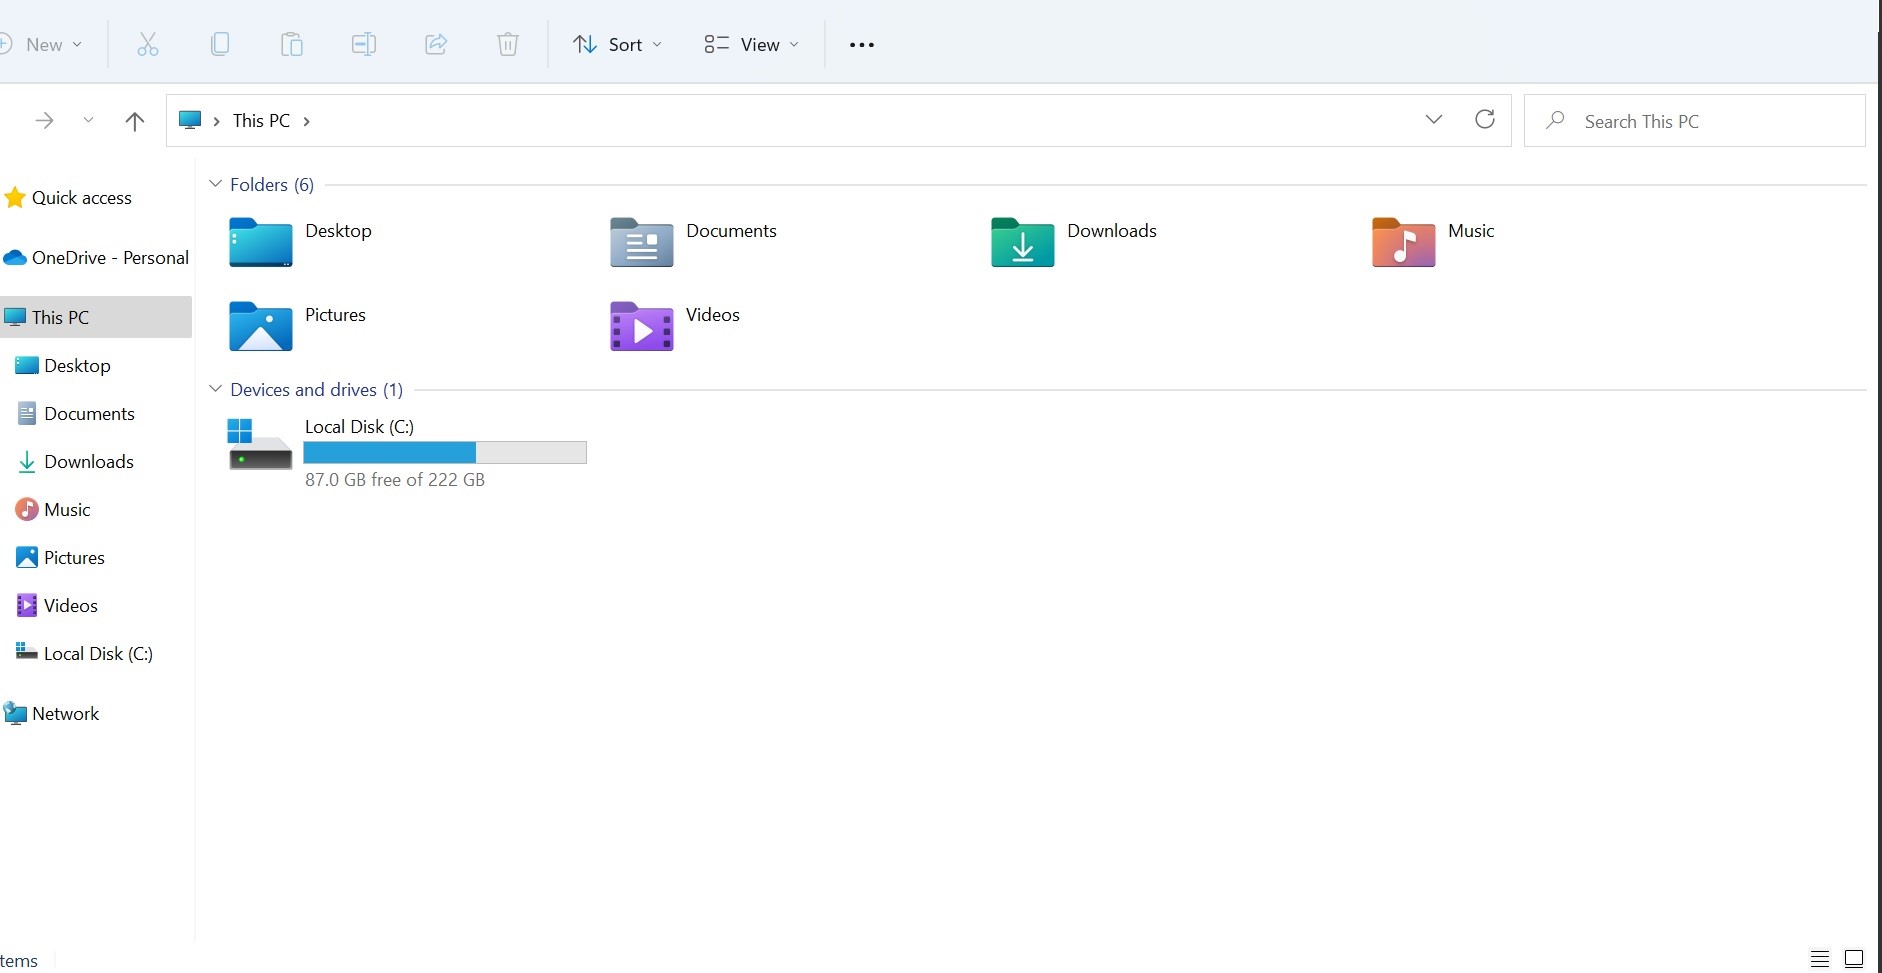 New
Sort
View
This PC
Search This PC
Quick access
OneDrive - Personal
This PC
Desktop
Documents
Downloads
Music
Pictures
Videos
Local Disk (C:)
Network
Folders (6)
Desktop
Documents
Downloads
Music
Pictures
Videos
Devices and drives (1)
Local Disk (C:)
87.0 GB free of 222 GB
tems